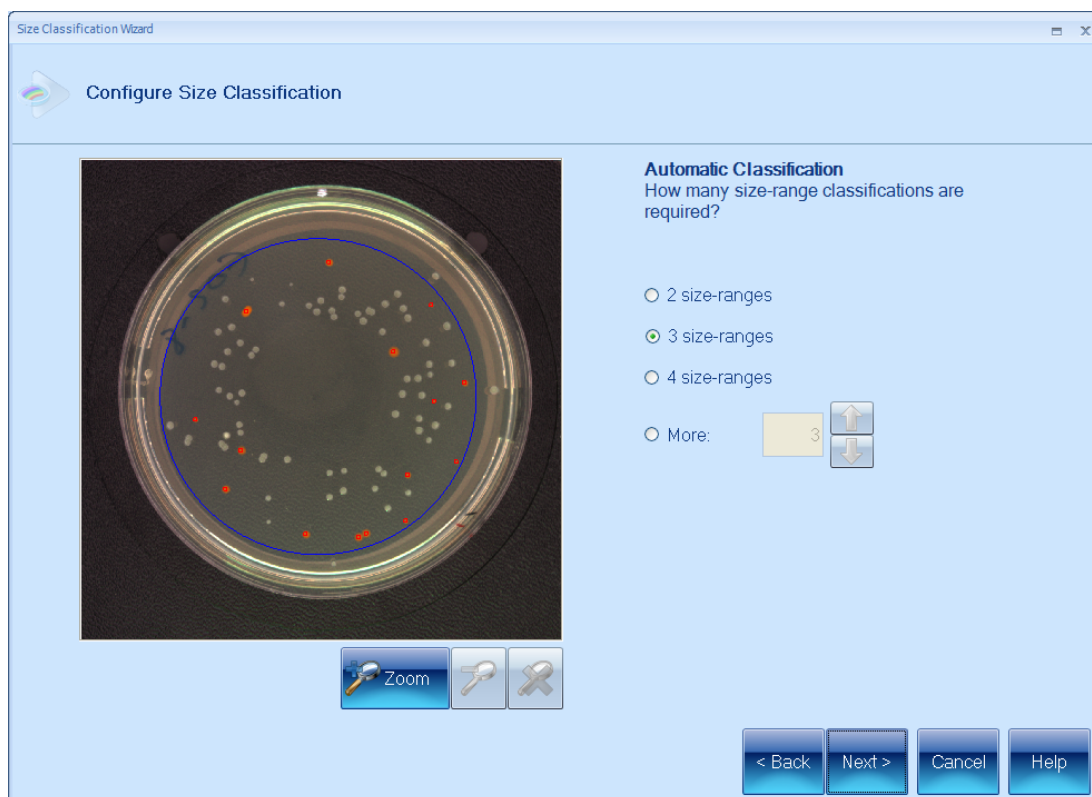 Size Classification Wizard
Configure Size Classification
Automatic Classification
How many size-range classifications are
required?
2 size-ranges
3 size-ranges
4 size-ranges
More:
3
Zoom
< Back
Next >
Cancel
Help